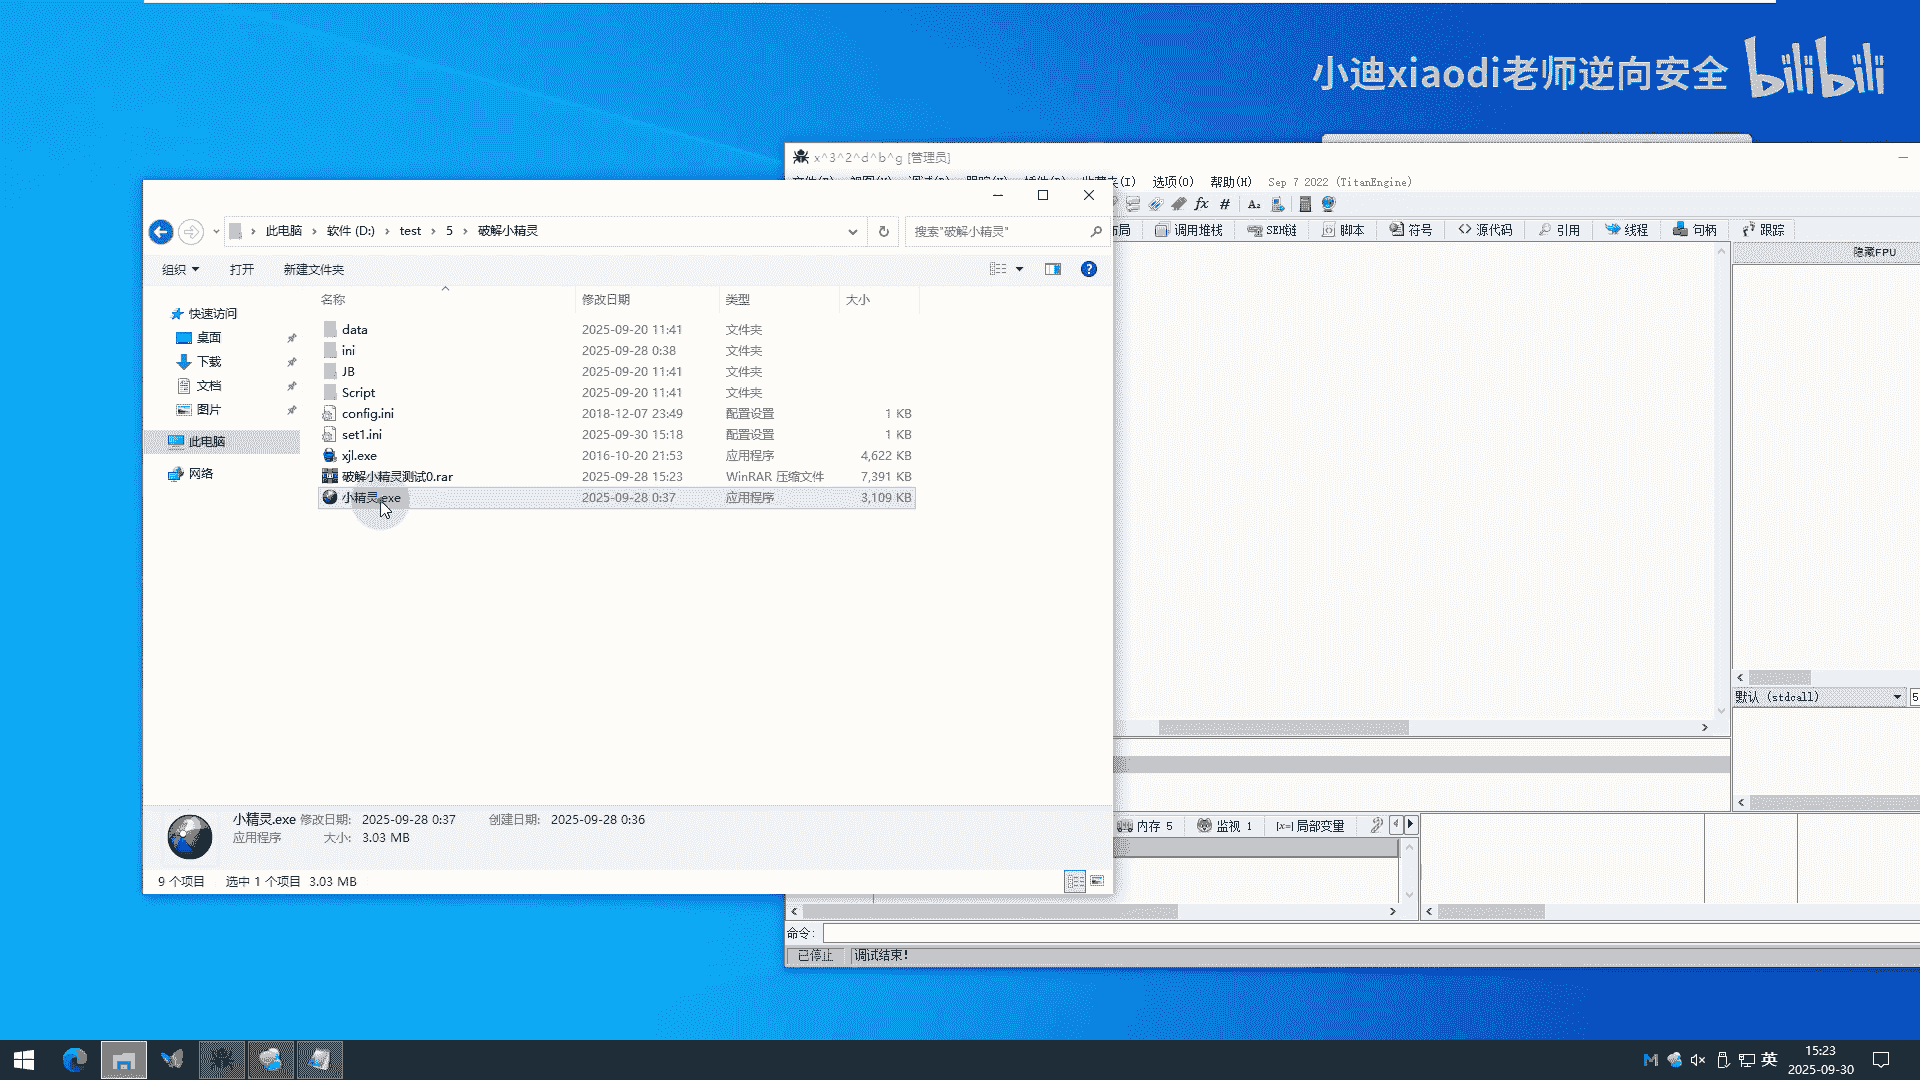 小迪xiaodi老师逆向安全 bilibili
x^3^2^d^b^g [管理员]
选项(O) 帮助(H) Sep 7 2022 (TitanEngine)
此电脑 软件 (D:) test 5 破解小精灵
搜索"破解小精灵"
调用堆栈 SEH链 脚本 符号 源代码 引用 线程 句柄 跟踪
隐藏FPU
组织 打开 新建文件夹
名称 修改日期 类型 大小
快速访问
桌面
下载
文档
图片
此电脑
网络
data 2025-09-20 11:41 文件夹
ini 2025-09-28 0:38 文件夹
JB 2025-09-20 11:41 文件夹
Script 2025-09-20 11:41 文件夹
config.ini 2018-12-07 23:49 配置设置 1 KB
set1.ini 2025-09-30 15:18 配置设置 1 KB
xjl.exe 2016-10-20 21:53 应用程序 4,622 KB
破解小精灵测试0.rar 2025-09-28 15:23 WinRAR 压缩文件 7,391 KB
小精灵.exe 2025-09-28 0:37 应用程序 3,109 KB
默认 (stdcall) 5
小精灵.exe 修改日期: 2025-09-28 0:37 创建日期: 2025-09-28 0:36
应用程序 大小: 3.03 MB
9 个项目 选中 1 个项目 3.03 MB
内存 5 监视 1 局部变量
命令:
已停止 调试结束!
英
15:23
2025-09-30